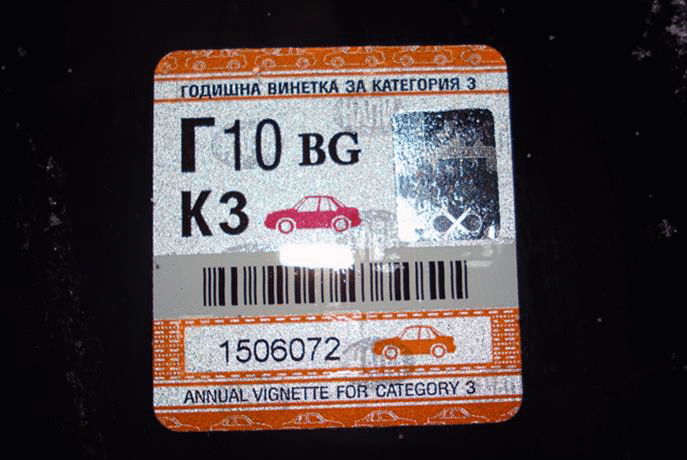 ГОДИШНА ВИНЕТКА ЗА КАТЕГОРИЯ 3
Г10 BG
К3
1506072
ANNUAL VIGNETTE FOR CATEGORY 3